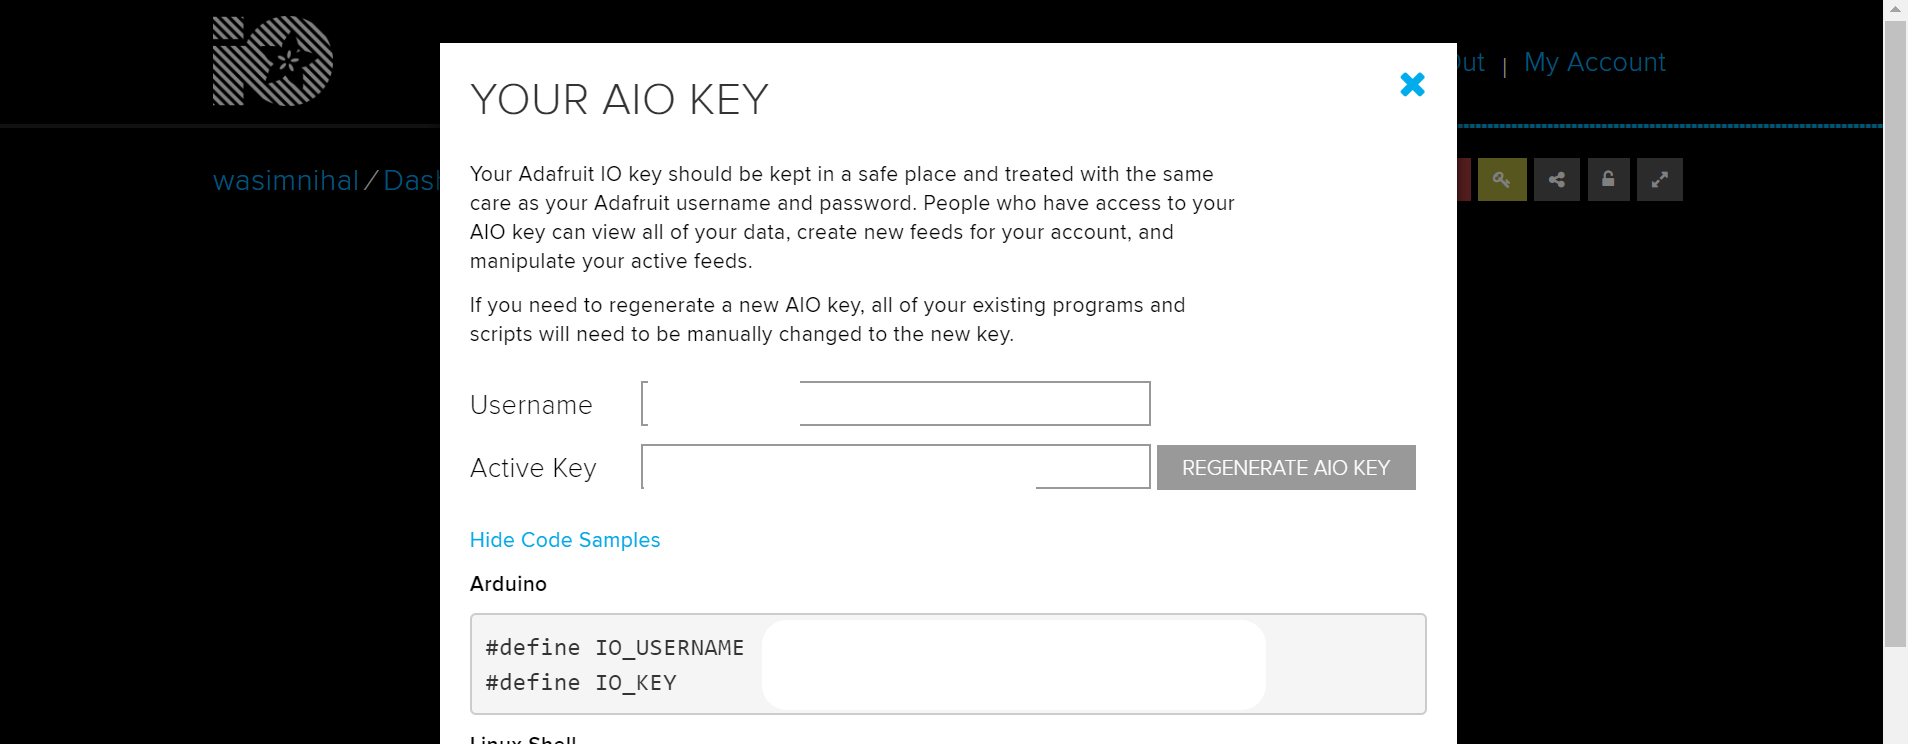 iO
YOUR AIO KEY
My Account
wasimnihal / Das
Your Adafruit IO key should be kept in a safe place and treated with the same
care as your Adafruit username and password. People who have access to your
AIO key can view all of your data, create new feeds for your account, and
manipulate your active feeds.
If you need to regenerate a new AIO key, all of your existing programs and
scripts will need to be manually changed to the new key.
Username
Active Key
REGENERATE AIO KEY
Hide Code Samples
Arduino
#define IO_USERNAME
#define IO_KEY
Linux Shell